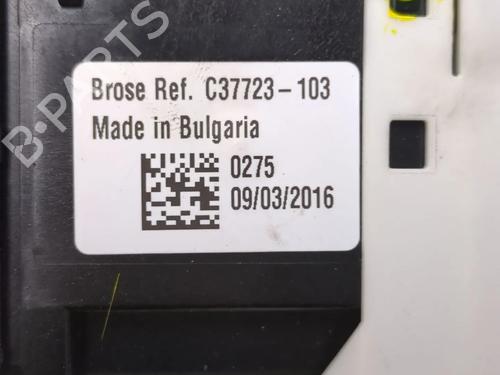 B-PARTS
Brose Ref. C37723-103
Made in Bulgaria
0275
09/03/2016